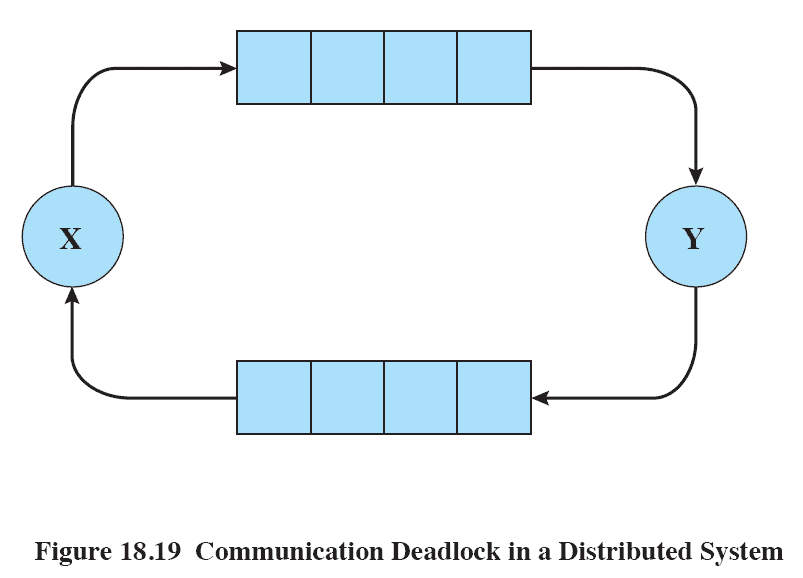 X
Y
Figure 18.19 Communication Deadlock in a Distributed System